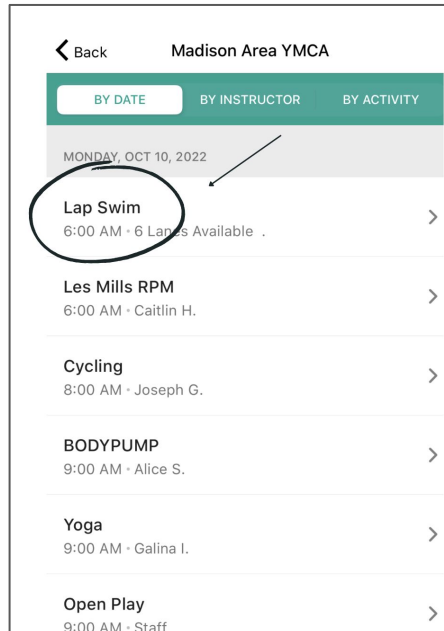 Back Madison Area YMCA
BY DATE BY INSTRUCTOR BY ACTIVITY
MONDAY, OCT 10, 2022
Lap Swim
6:00 AM • 6 Lanes Available .
Les Mills RPM
6:00 AM • Caitlin H.
Cycling
8:00 AM • Joseph G.
BODYPUMP
9:00 AM • Alice S.
Yoga
9:00 AM • Galina I.
Open Play
9:00 AM • Staff